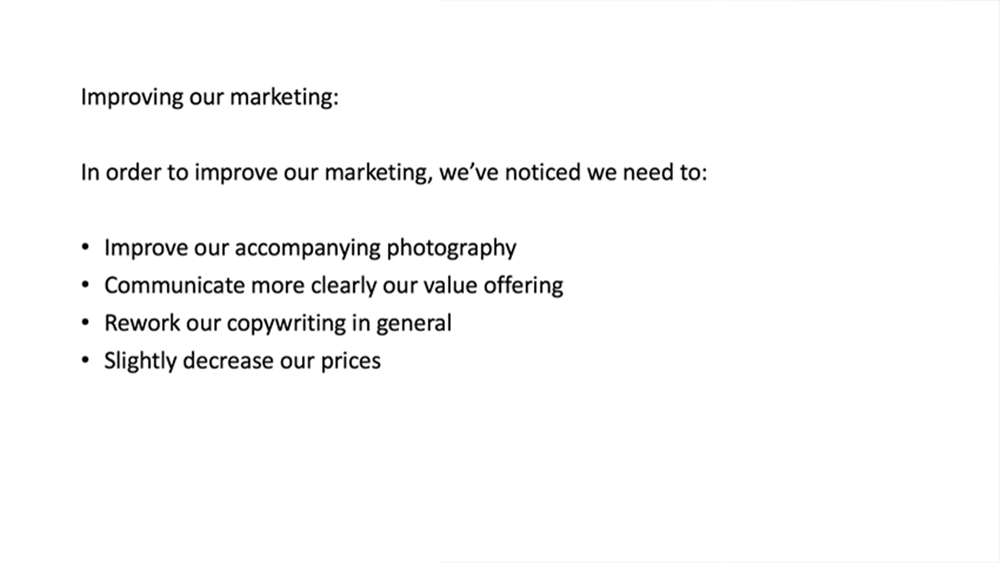 Improving our marketing:
In order to improve our marketing, we’ve noticed we need to:
• Improve our accompanying photography
• Communicate more clearly our value offering
• Rework our copywriting in general
• Slightly decrease our prices